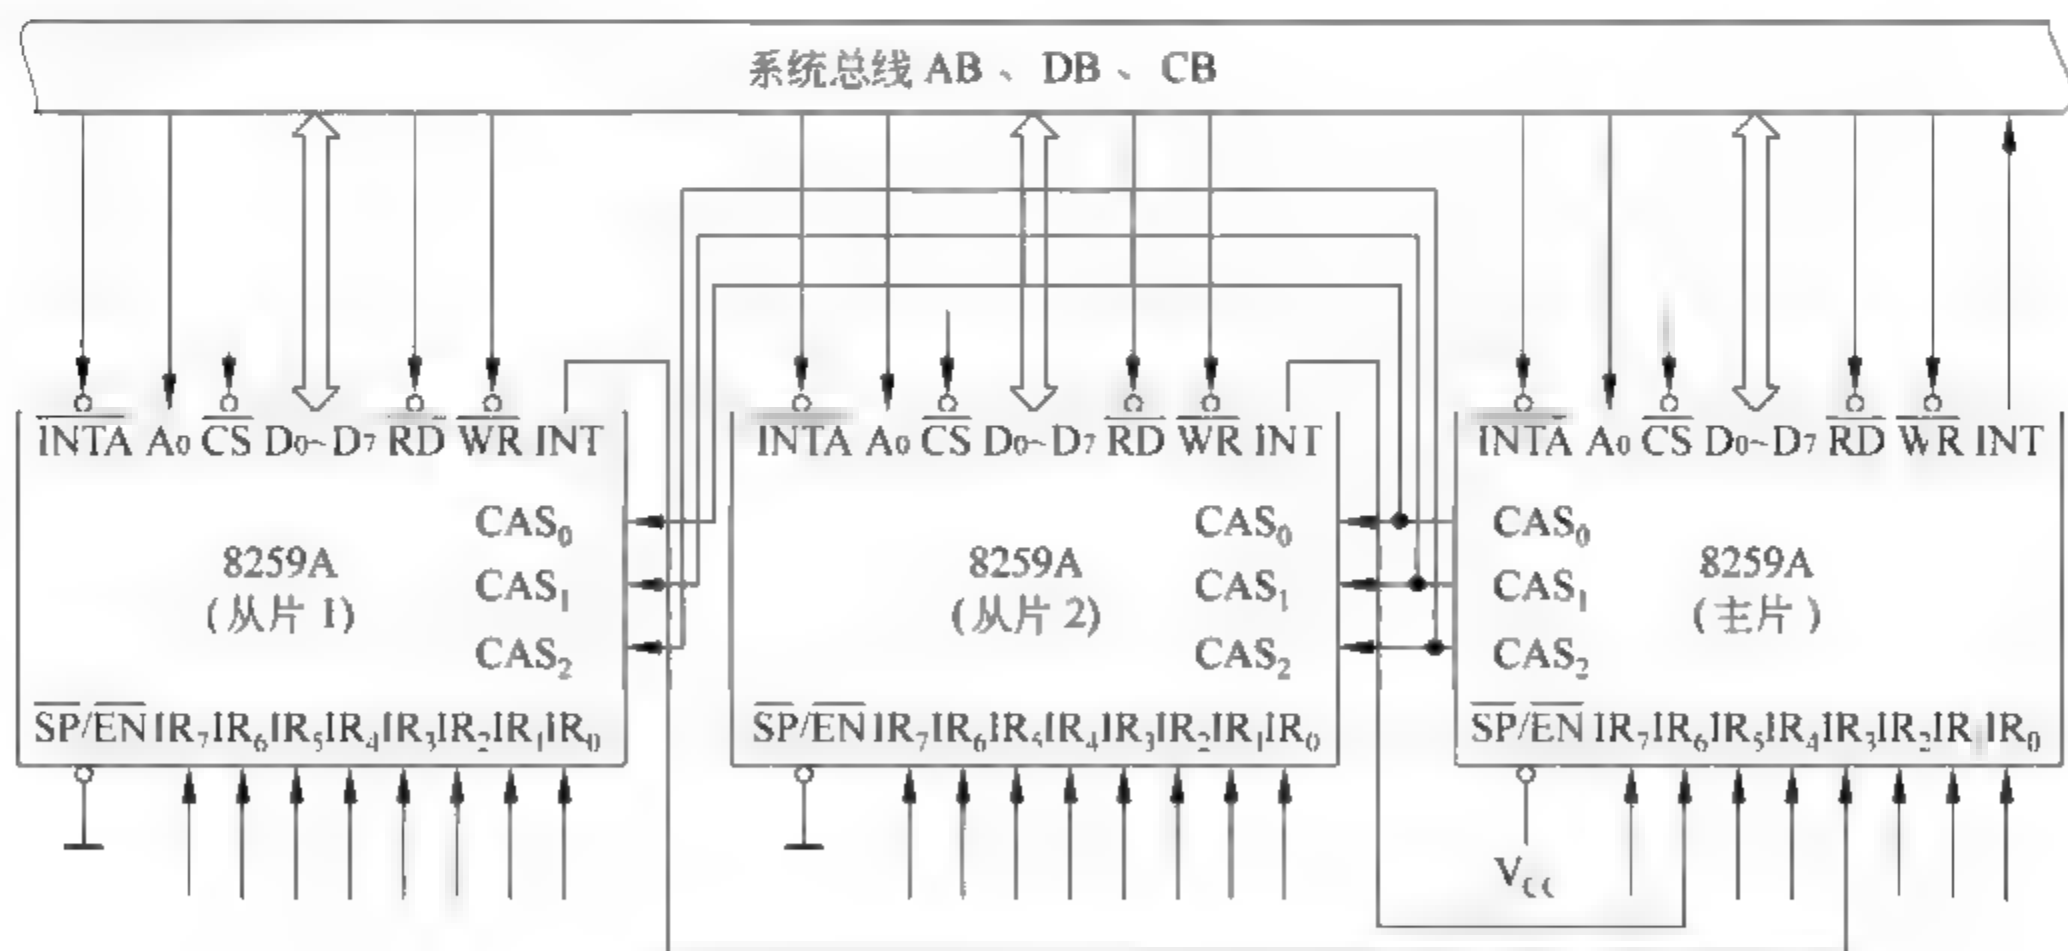 系统总线 AB 、 DB 、 CB
INTA A0 CS D0~D7 RD WR INT
INTA A0 CS D0~D7 RD WR INT
INTA A0 CS D0~D7 RD WR INT
CAS0
CAS1
CAS2
8259A
(从片 1)
CAS0
CAS1
CAS2
8259A
(从片 2)
CAS0
CAS1
CAS2
8259A
(主片)
SP/EN IR7 IR6 IR5 IR4 IR3 IR2 IR1 IR0
SP/EN IR7 IR6 IR5 IR4 IR3 IR2 IR1 IR0
SP/EN IR7 IR6 IR5 IR4 IR3 IR2 IR1 IR0
VCC